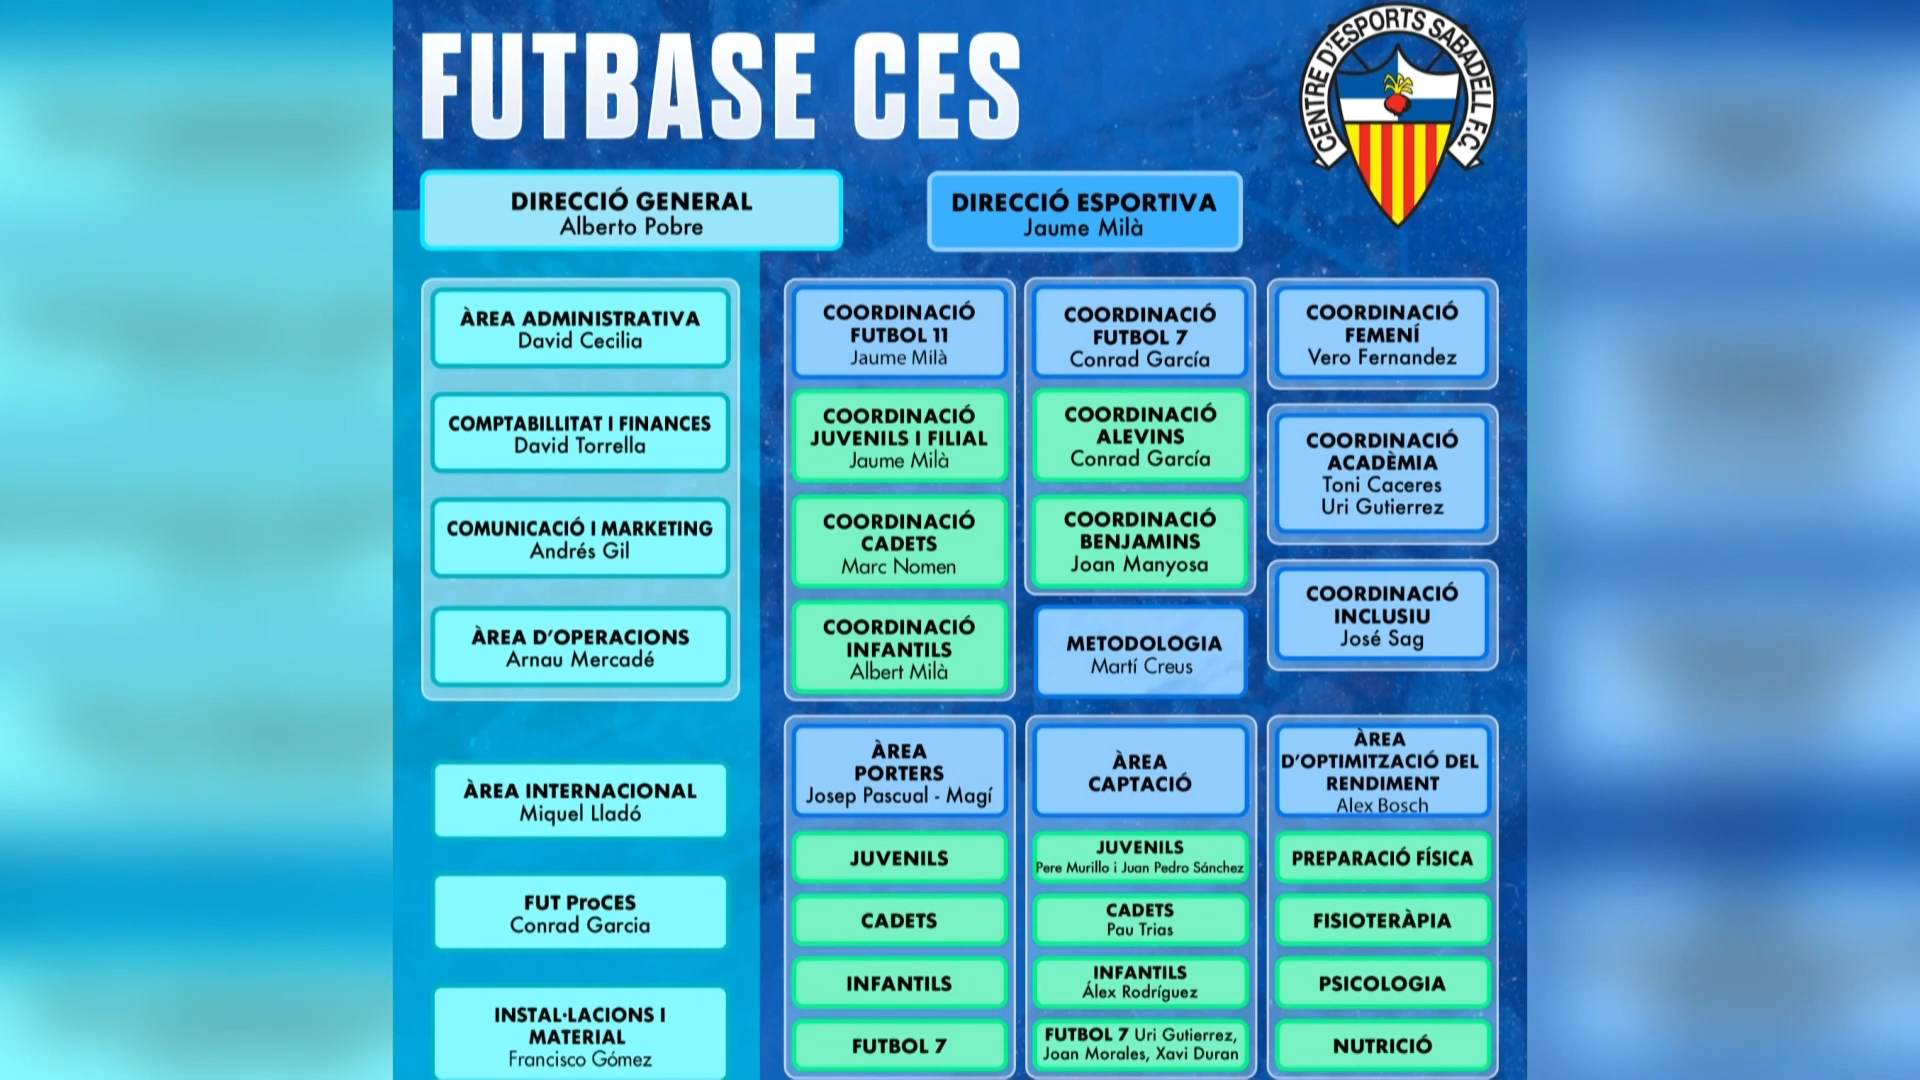 FUTBASE CES
CENTRE D'ESPORTS SABADELL F.C.
DIRECCIÓ GENERAL
Alberto Pobre
DIRECCIÓ ESPORTIVA
Jaume Milà
ÀREA ADMINISTRATIVA
David Cecilia
COMPTABILLITAT I FINANCES
David Torrella
COMUNICACIÓ I MARKETING
Andrés Gil
ÀREA D'OPERACIONS
Arnau Mercadé
ÀREA INTERNACIONAL
Miquel Lladó
FUT ProCES
Conrad Garcia
INSTAL·LACIONS I
MATERIAL
Francisco Gómez
COORDINACIÓ
FUTBOL 11
Jaume Milà
COORDINACIÓ
JUVENILS I FILIAL
Jaume Milà
COORDINACIÓ
CADETS
Marc Nomen
COORDINACIÓ
INFANTILS
Albert Milà
COORDINACIÓ
FUTBOL 7
Conrad García
COORDINACIÓ
ALEVINS
Conrad García
COORDINACIÓ
BENJAMINS
Joan Manyosa
METODOLOGIA
Martí Creus
COORDINACIÓ
FEMENÍ
Vero Fernandez
COORDINACIÓ
ACADÈMIA
Toni Caceres
Uri Gutierrez
COORDINACIÓ
INCLUSIU
José Sag
ÀREA
PORTERS
Josep Pascual - Magí
JUVENILS
CADETS
INFANTILS
FUTBOL 7
ÀREA
CAPTACIÓ
JUVENILS
Pere Murillo i Juan Pedro Sánchez
CADETS
Pau Trias
INFANTILS
Álex Rodríguez
FUTBOL 7 Uri Gutierrez,
Joan Morales, Xavi Duran
ÀREA
D'OPTIMITZACIÓ DEL
RENDIMENT
Alex Bosch
PREPARACIÓ FÍSICA
FISIOTERÀPIA
PSICOLOGIA
NUTRICIÓ